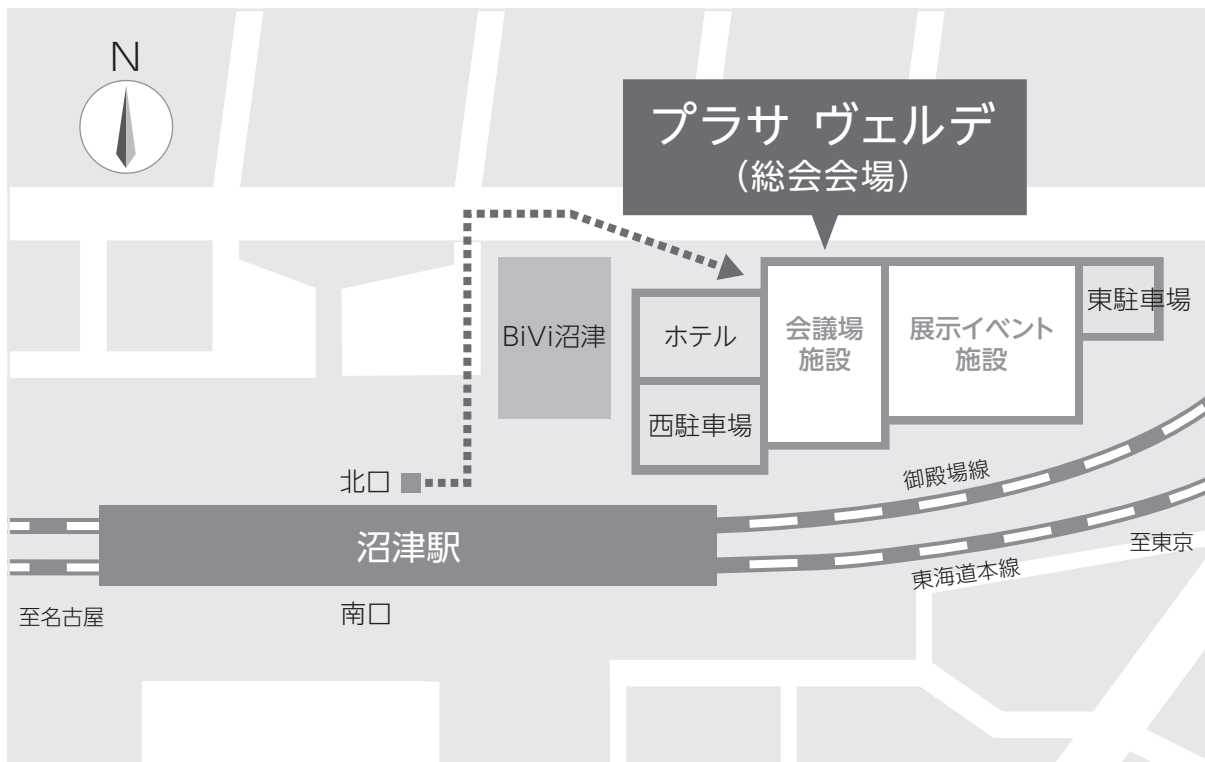 N
プラサ ヴェルデ
(総会会場)
BiVi沼津
ホテル
西駐車場
会議場
施設
展示イベント
施設
東駐車場
北口
御殿場線
沼津駅
至東京
東海道本線
至名古屋
南口